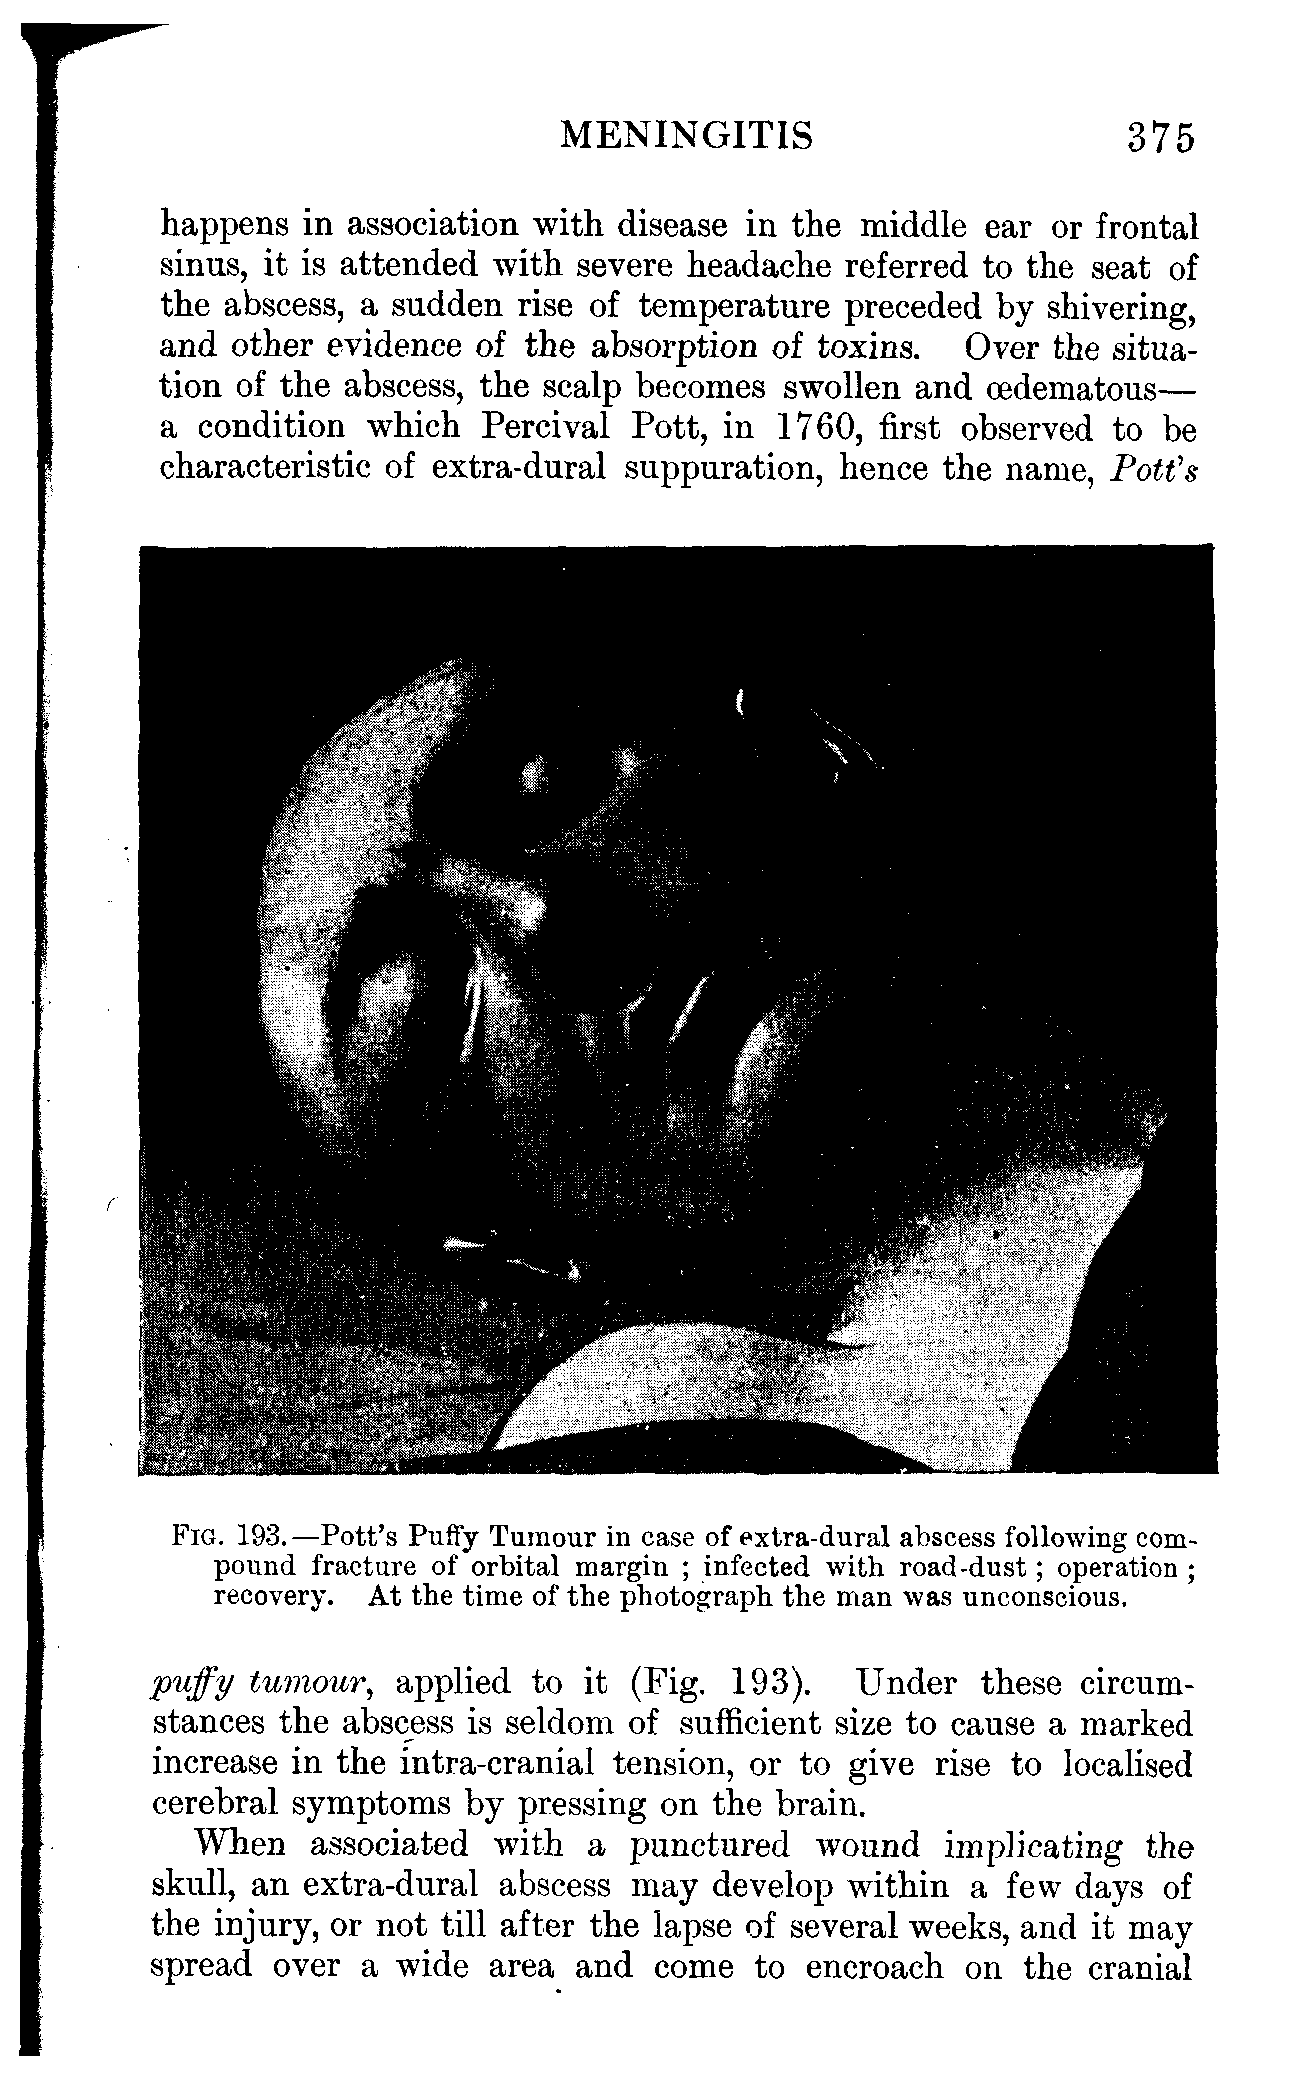 MENINGITIS 375
happens in association with disease in the middle ear or frontal
sinus, it is attended with severe headache referred to the seat of
the abscess, a sudden rise of temperature preceded by shivering,
and other evidence of the absorption of toxins. Over the situa-
tion of the abscess, the scalp becomes swollen and œdematous—
a condition which Percival Pott, in 1760, first observed to be
characteristic of extra-dural suppuration, hence the name, Pott's
FIG. 193.—Pott's Puffy Tumour in case of extra-dural abscess following com-
pound fracture of orbital margin ; infected with road-dust ; operation ;
recovery. At the time of the photograph the man was unconscious.
puffy tumour, applied to it (Fig. 193). Under these circum-
stances the abscess is seldom of sufficient size to cause a marked
increase in the intra-cranial tension, or to give rise to localised
cerebral symptoms by pressing on the brain.
When associated with a punctured wound implicating the
skull, an extra-dural abscess may develop within a few days of
the injury, or not till after the lapse of several weeks, and it may
spread over a wide area and come to encroach on the cranial